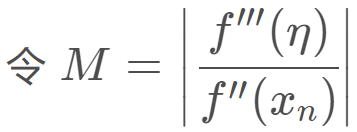 令 M = | f'''(η) / f''(xₙ) |